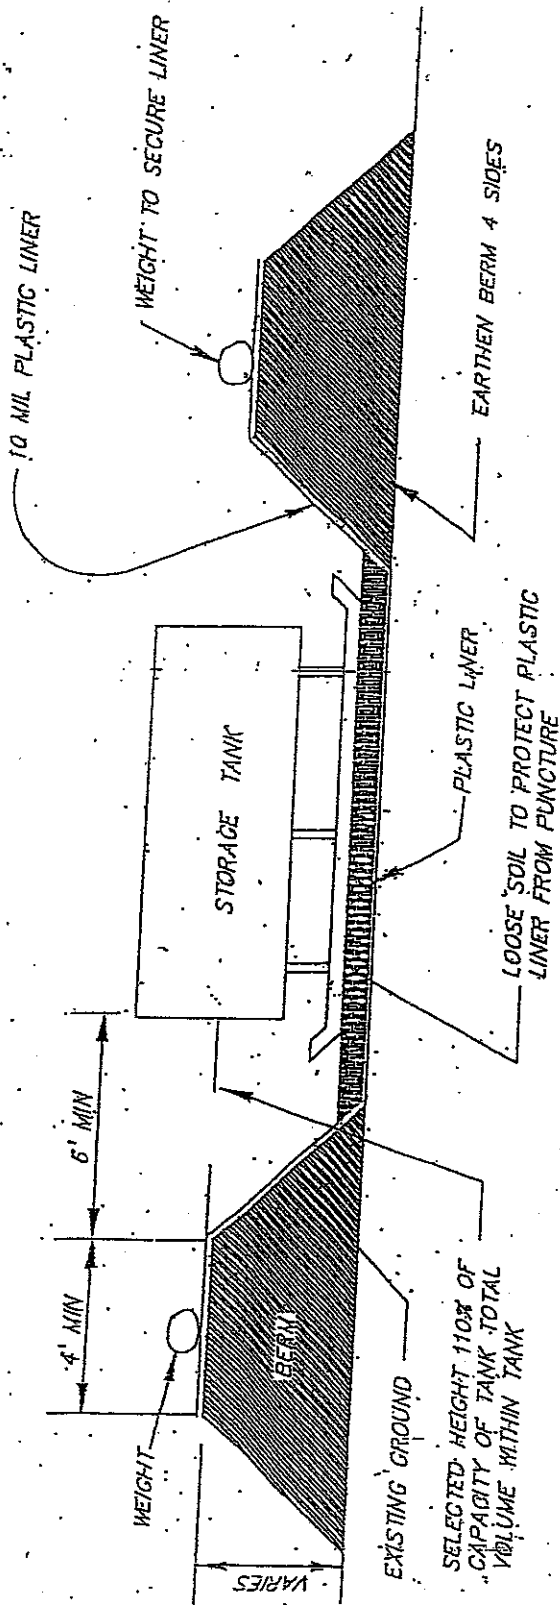 10 MIL PLASTIC LINER
WEIGHT TO SECURE LINER
6' MIN
4' MIN
WEIGHT
STORAGE TANK
BERM
VARIES
EXISTING GROUND
SELECTED HEIGHT 110% OF
CAPACITY OF TANK TOTAL
VOLUME WITHIN TANK
LOOSE SOIL TO PROTECT PLASTIC
LINER FROM PUNCTURE
PLASTIC LINER
EARTHEN BERM 4 SIDES